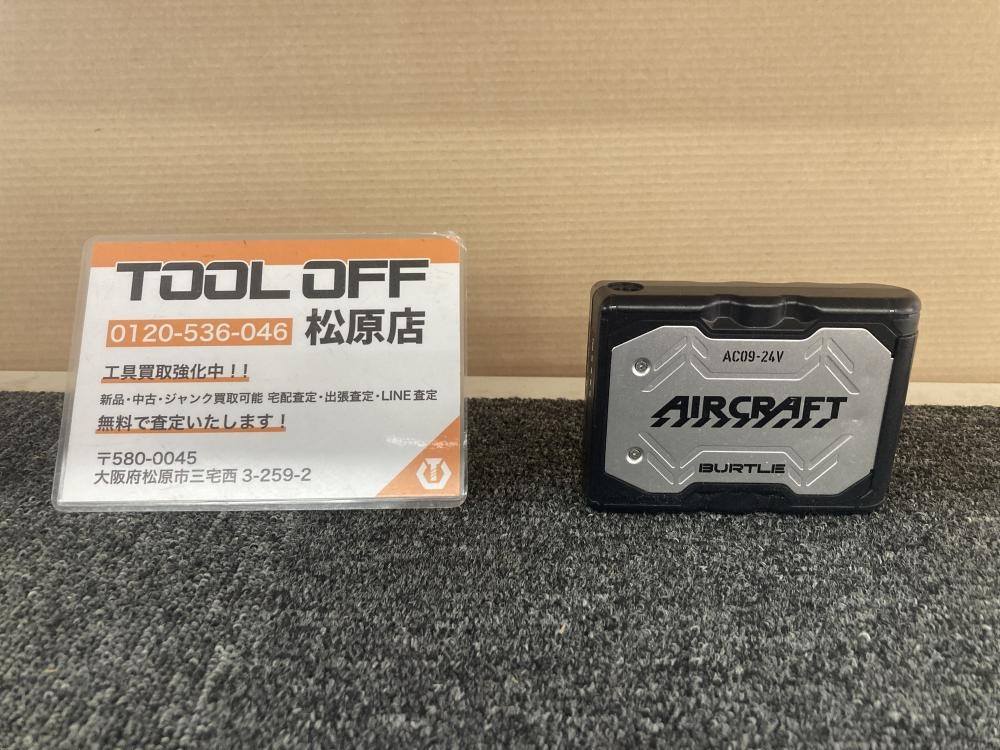 TOOL OFF
0120-536-046 松原店
工具買取強化中!!
新品・中古・ジャンク買取可能 宅配査定・出張査定・LINE査定
無料で査定いたします!
〒580-0045
大阪府松原市三宅西 3-259-2
AC09-24V
AIRCRAFT
BURTLE